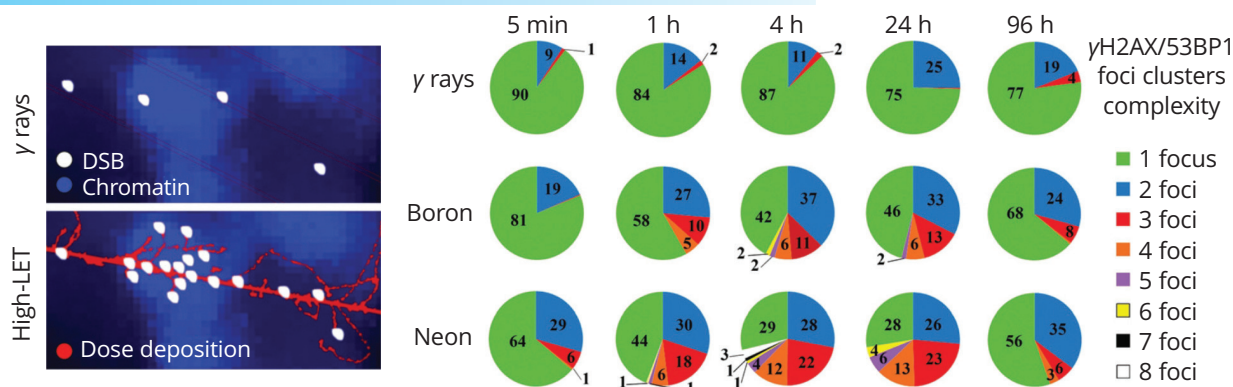 5 min 1 h 4 h 24 h 96 h
γ rays
DSB
Chromatin
High-LET
Dose deposition
γ rays
9 1 90
14 2 84
11 2 87
25 75
19 4 77
Boron
19 81
27 10 5 58
37 11 6 2 2 42
33 13 6 2 46
24 8 68
Neon
29 6 1 64
30 18 6 1 1 44
28 22 12 4 1 1 3 29
26 23 13 6 4 28
35 6 3 56
γH2AX/53BP1
foci clusters
complexity
1 focus
2 foci
3 foci
4 foci
5 foci
6 foci
7 foci
8 foci